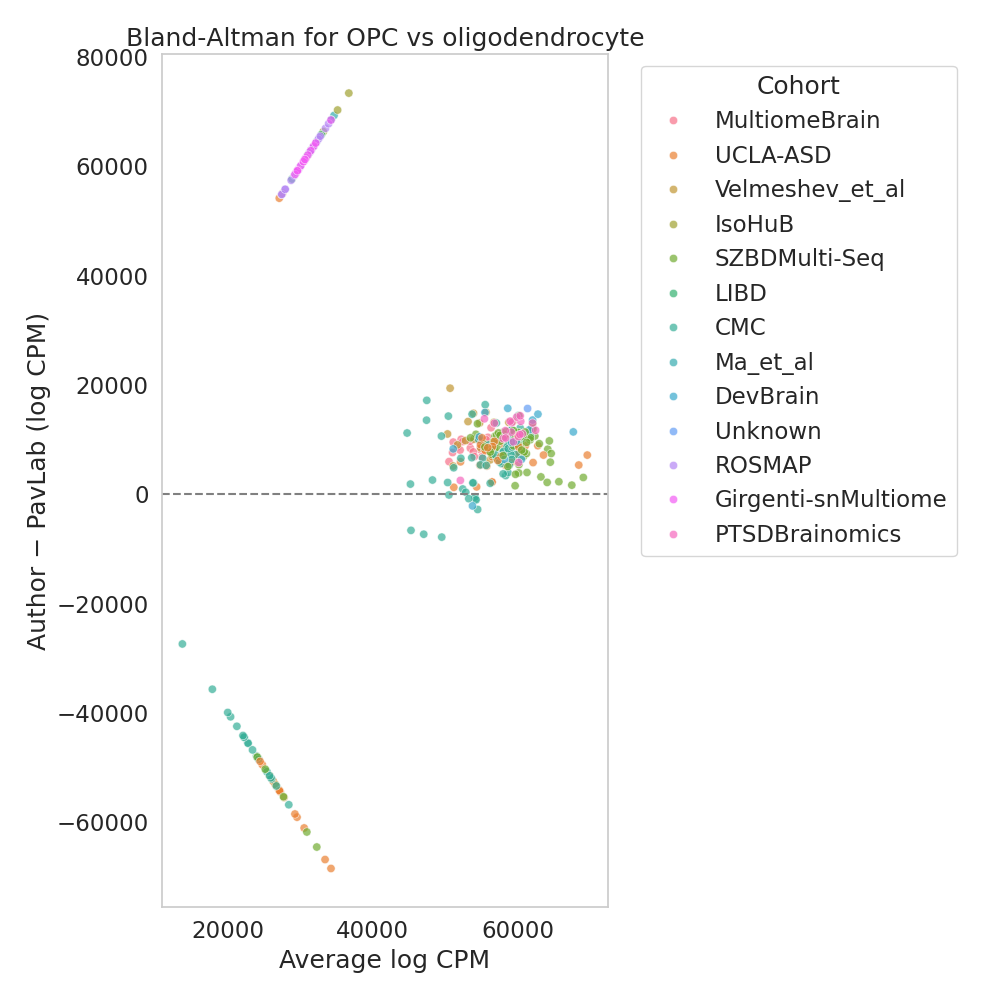 Bland-Altman for OPC vs oligodendrocyte
Author − PavLab (log CPM)
80000
60000
40000
20000
0
−20000
−40000
−60000
20000
40000
60000
Average log CPM
Cohort
MultiomeBrain
UCLA-ASD
Velmeshev_et_al
IsoHuB
SZBDMulti-Seq
LIBD
CMC
Ma_et_al
DevBrain
Unknown
ROSMAP
Girgenti-snMultiome
PTSDBrainomics